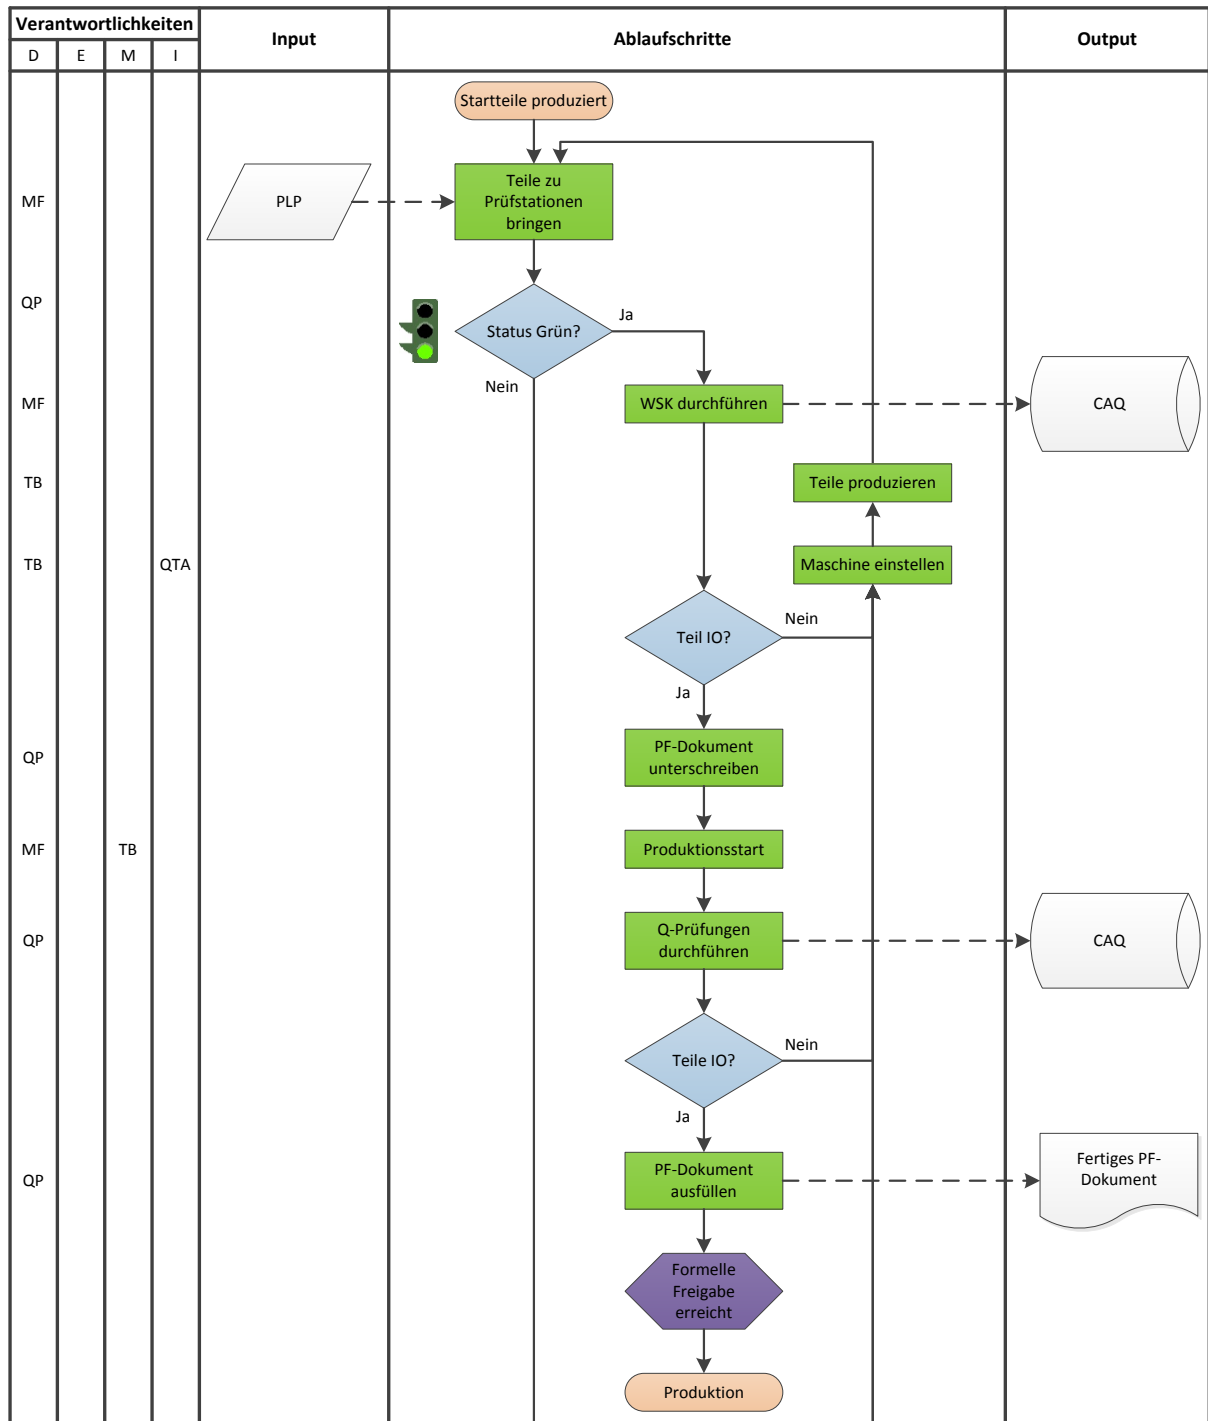 Verantwortlichkeiten
Input
Ablaufschritte
Output
D E M I
Startteile produziert
MF
PLP
Teile zu
Prüfstationen
bringen
QP
Status Grün?
Ja
Nein
MF
WSK durchführen
CAQ
TB
Teile produzieren
TB QTA
Maschine einstellen
Teil IO?
Nein
Ja
QP
PF-Dokument
unterschreiben
MF TB
Produktionsstart
QP
Q-Prüfungen
durchführen
CAQ
Teile IO?
Nein
Ja
QP
PF-Dokument
ausfüllen
Fertiges PF-
Dokument
Formelle
Freigabe
erreicht
Produktion